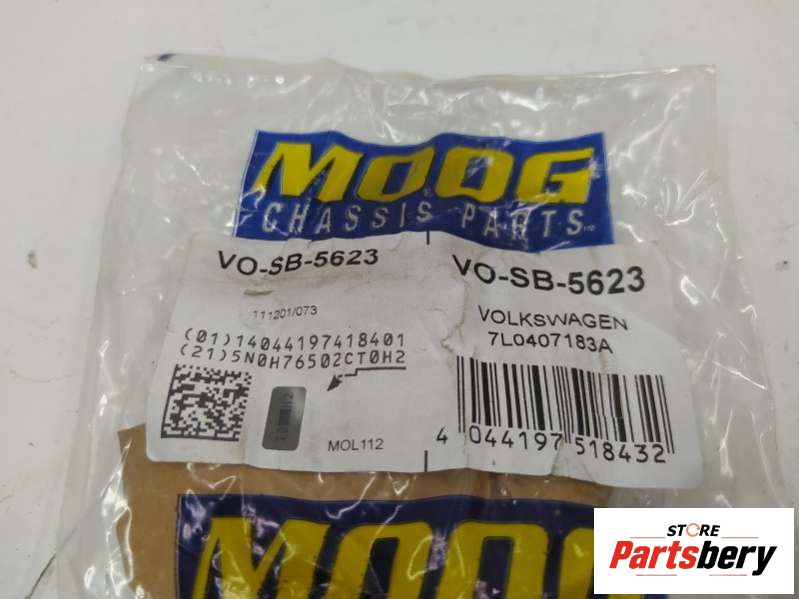 MOOG
CHASSIS PARTS
VO-SB-5623
111201/073
(01)14044197418401
(21)5N0H76502CT0H2
MOL112
VO-SB-5623
VOLKSWAGEN
7L0407183A
4 044197 518432
MOOG
STORE
Partsbery